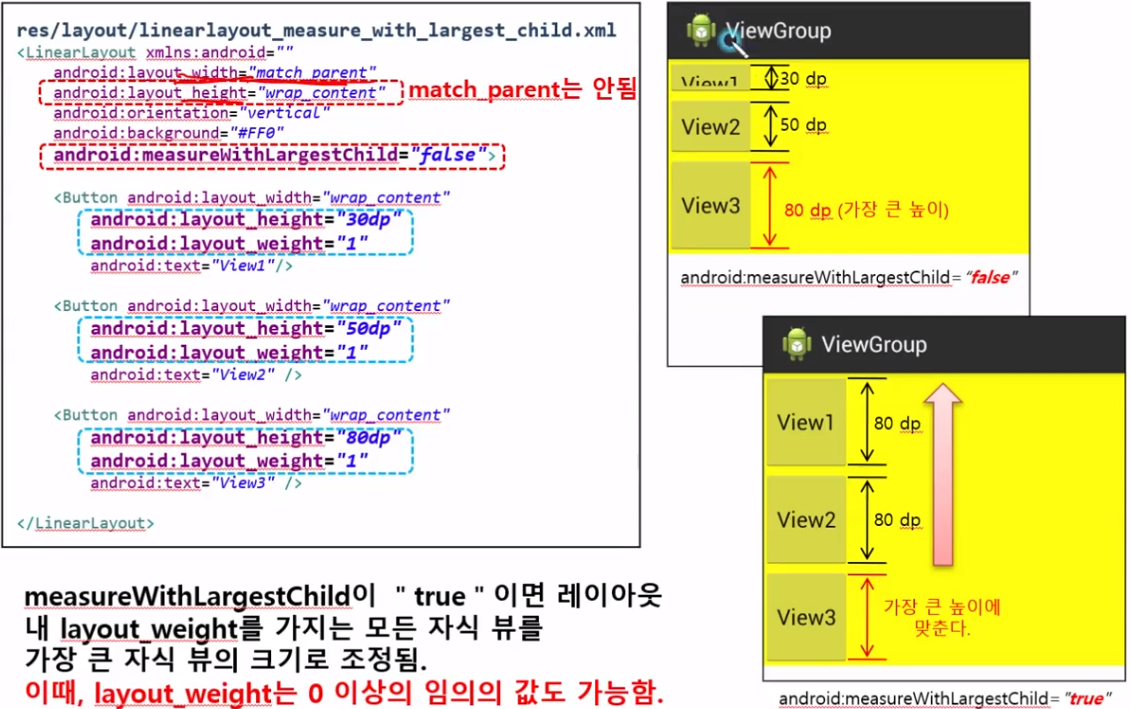 res/layout/linearlayout_measure_with_largest_child.xml
<LinearLayout xmlns:android=""
android:layout_width="match_parent"
android:layout_height="wrap_content"
match_parent는 안됨
android:orientation="vertical"
android:background="#FF0"
android:measureWithLargestChild="false">
<Button android:layout_width="wrap_content"
android:layout_height="30dp"
android:layout_weight="1"
android:text="View1"/>
<Button android:layout_width="wrap_content"
android:layout_height="50dp"
android:layout_weight="1"
android:text="View2" />
<Button android:layout_width="wrap_content"
android:layout_height="80dp"
android:layout_weight="1"
android:text="View3" />
</LinearLayout>
measureWithLargestChild이 " true " 이면 레이아웃
내 layout_weight를 가지는 모든 자식 뷰를
가장 큰 자식 뷰의 크기로 조정됨.
이때, layout_weight는 0 이상의 임의의 값도 가능함.
ViewGroup
View1
30 dp
View2
50 dp
View3
80 dp (가장 큰 높이)
android:measureWithLargestChild= "false"
ViewGroup
View1
80 dp
View2
80 dp
View3
가장 큰 높이에
맞춘다.
android:measureWithLargestChild= "true"